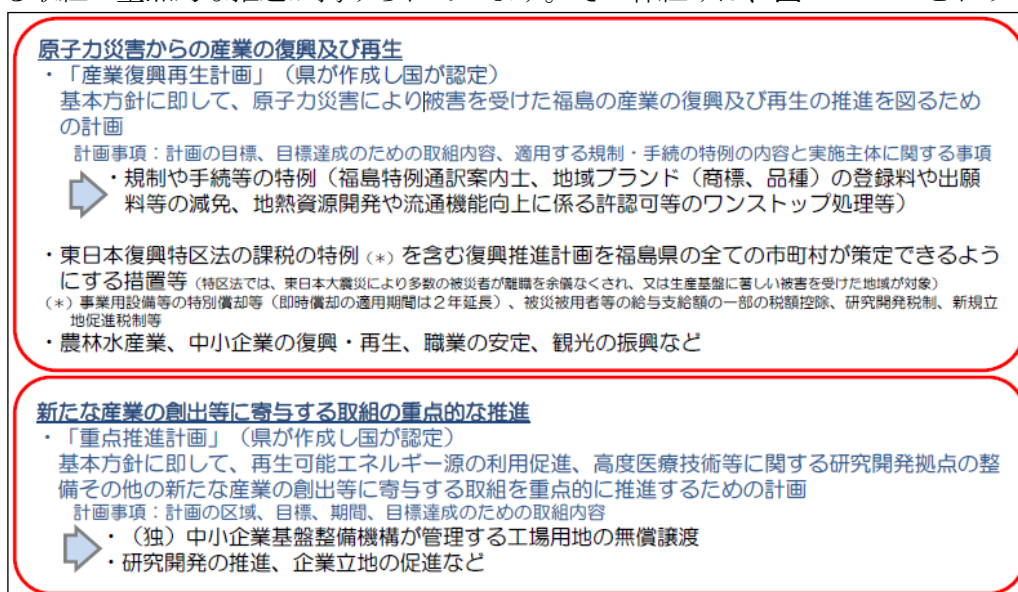 原子力災害からの産業の復興及び再生
・「産業復興再生計画」（県が作成し国が認定）
基本方針に即して、原子力災害により被害を受けた福島の産業の復興及び再生の推進を図るため
の計画
計画事項：計画の目標、目標達成のための取組内容、適用する規制・手続の特例の内容と実施主体に関する事項
・規制や手続等の特例（福島特例通訳案内士、地域ブランド（商標、品種）の登録料や出願
料等の減免、地熱資源開発や流通機能向上に係る許認可等のワンストップ処理等）
・東日本復興特区法の課税の特例（*）を含む復興推進計画を福島県の全ての市町村が策定できるよう
にする措置等（特区法では、東日本大震災により多数の被災者が離職を余儀なくされ、又は生産基盤に著しい被害を受けた地域が対象）
（*）事業用設備等の特別償却等（即時償却の適用期間は２年延長）、被災被用者等の給与支給額の一部の税額控除、研究開発税制、新規立
地促進税制等
・農林水産業、中小企業の復興・再生、職業の安定、観光の振興など
新たな産業の創出等に寄与する取組の重点的な推進
・「重点推進計画」（県が作成し国が認定）
基本方針に即して、再生可能エネルギー源の利用促進、高度医療技術等に関する研究開発拠点の整
備その他の新たな産業の創出等に寄与する取組を重点的に推進するための計画
計画事項：計画の区域、目標、期間、目標達成のための取組内容
・（独）中小企業基盤整備機構が管理する工場用地の無償譲渡
・研究開発の推進、企業立地の促進など